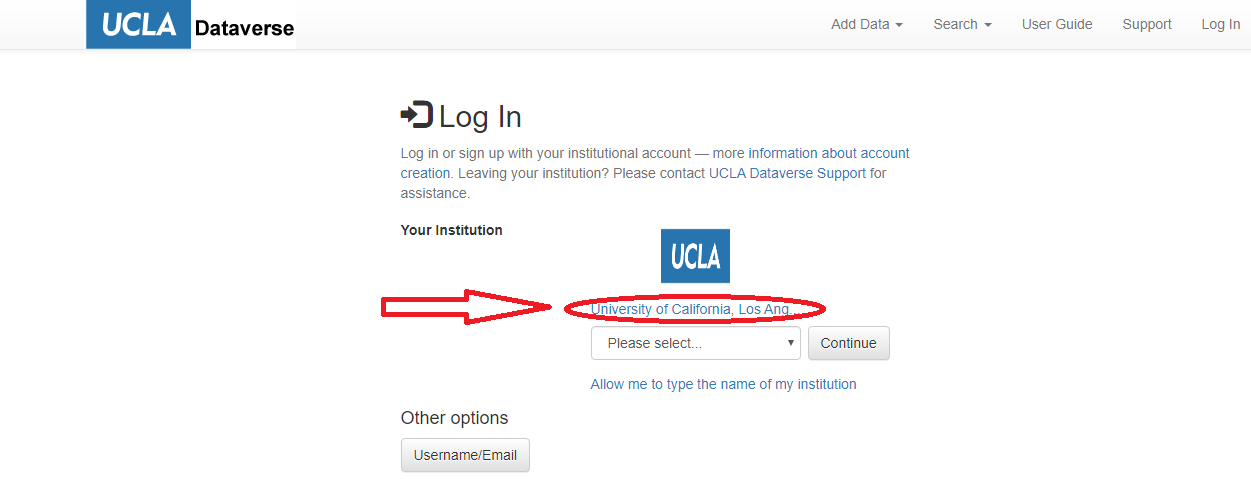 UCLA Dataverse Add Data Search User Guide Support Log In
Log In
Log in or sign up with your institutional account — more information about account
creation. Leaving your institution? Please contact UCLA Dataverse Support for
assistance.
Your Institution
UCLA
University of California, Los Ang...
Please select... Continue
Allow me to type the name of my institution
Other options
Username/Email